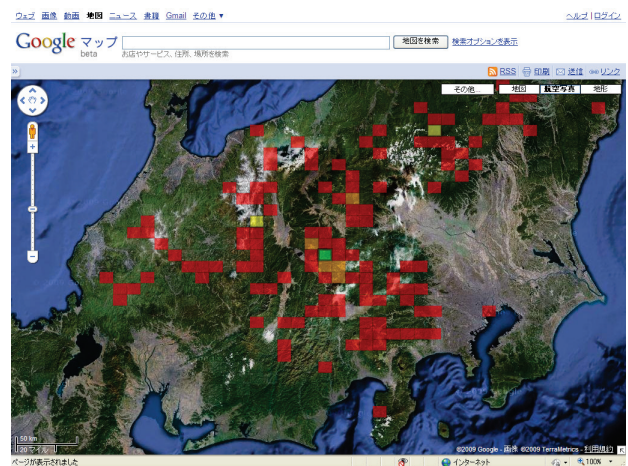 ウェブ 画像 動画 地図 ニュース 書籍 Gmail その他 ▼
ヘルプ | ログイン
Google マップ
beta
地図を検索
検索オプションを表示
お店やサービス、住所、場所を検索
»
RSS 印刷 送信 リンク
その他... 地図 航空写真 地形
50 km
20 マイル
©2009 Google - 画像 ©2009 TerraMetrics - 利用規約
ページが表示されました
インターネット
100%